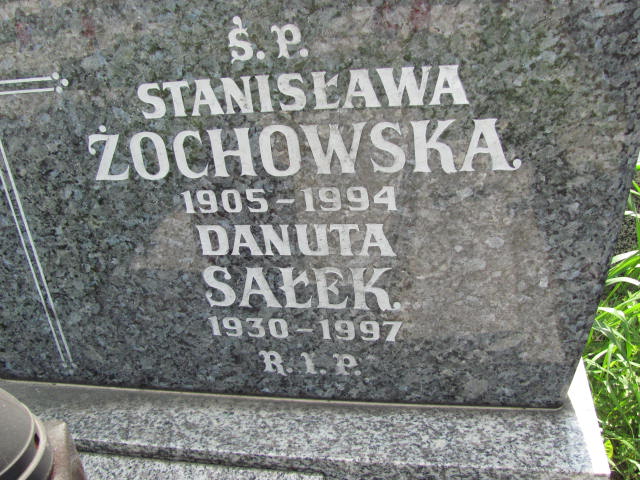 Ś.P.
STANISŁAWA
ŻOCHOWSKA.
1905-1994
DANUTA
SAŁEK.
1930-1997
R.I.P.